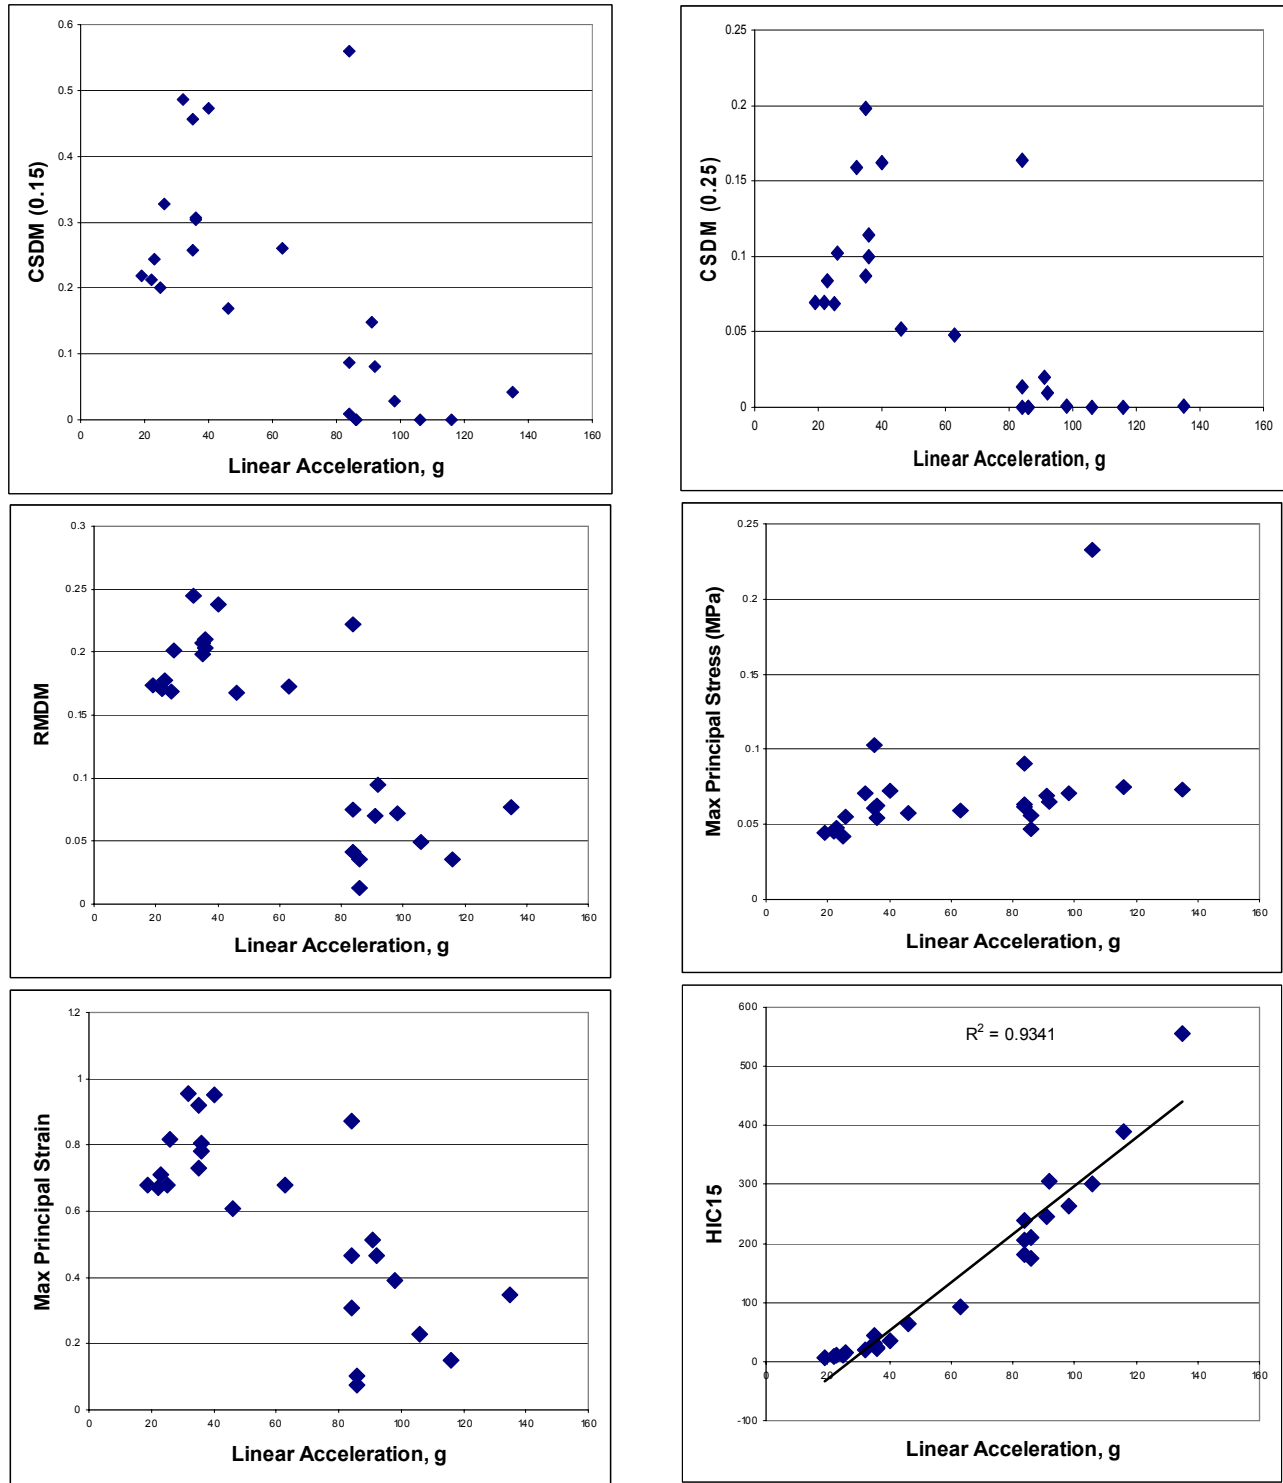 0.6
0.5
0.4
0.3
0.2
0.1
0
CSDM (0.15)
0 20 40 60 80 100 120 140 160
Linear Acceleration, g
0.25
0.2
0.15
0.1
0.05
0
CSDM (0.25)
0 20 40 60 80 100 120 140 160
Linear Acceleration, g
0.3
0.25
0.2
0.15
0.1
0.05
0
RMDM
0 20 40 60 80 100 120 140 160
Linear Acceleration, g
0.25
0.2
0.15
0.1
0.05
0
Max Principal Stress (MPa)
0 20 40 60 80 100 120 140 160
Linear Acceleration, g
1.2
1
0.8
0.6
0.4
0.2
0
Max Principal Strain
0 20 40 60 80 100 120 140 160
Linear Acceleration, g
600
500
400
300
200
100
0
-100
HIC15
R² = 0.9341
0 20 40 60 80 100 120 140 160
Linear Acceleration, g